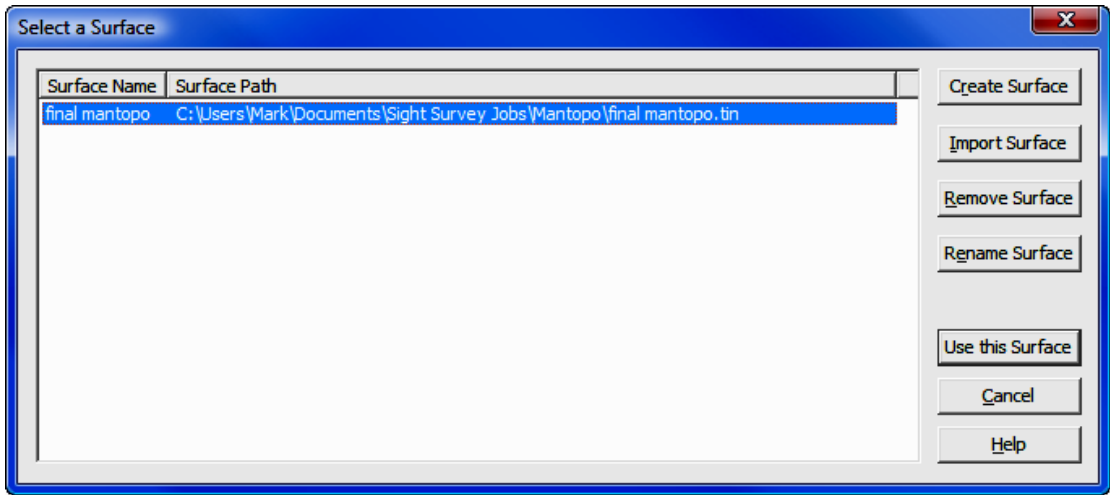 Select a Surface
Surface Name Surface Path
final mantopo C:\Users\Mark\Documents\Sight Survey Jobs\Mantopo\final mantopo.tin
Create Surface
Import Surface
Remove Surface
Rename Surface
Use this Surface
Cancel
Help